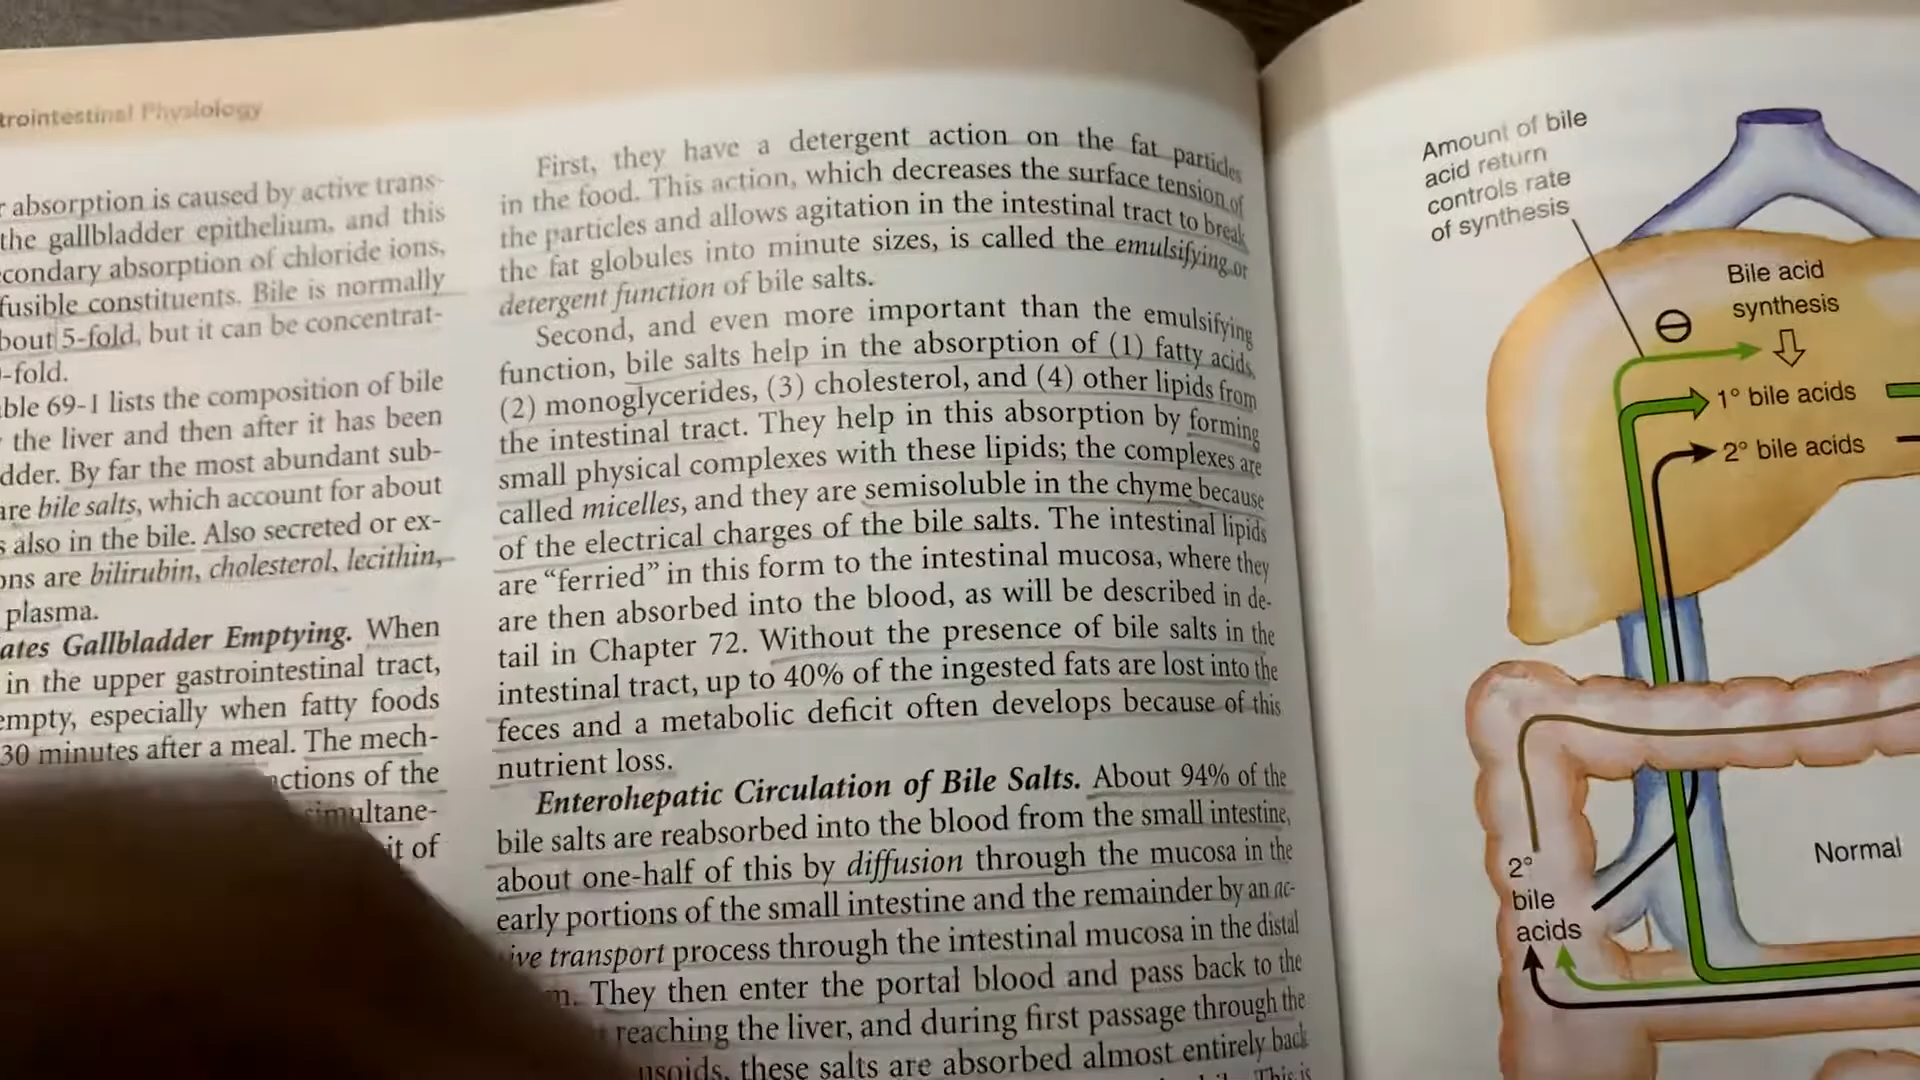 trointestinal Physiology
r absorption is caused by active trans-
the gallbladder epithelium, and this
condary absorption of chloride ions,
fusible constituents. Bile is normally
bout 5-fold, but it can be concentrat-
-fold.
ble 69-1 lists the composition of bile
the liver and then after it has been
dder. By far the most abundant sub-
are bile salts, which account for about
s also in the bile. Also secreted or ex-
ons are bilirubin, cholesterol, lecithin,
plasma.
ates Gallbladder Emptying. When
in the upper gastrointestinal tract,
empty, especially when fatty foods
30 minutes after a meal. The mech-
ctions of the
simultane-
it of
First, they have a detergent action on the fat particles
in the food. This action, which decreases the surface tension of
the particles and allows agitation in the intestinal tract to break
the fat globules into minute sizes, is called the emulsifying or
detergent function of bile salts.
Second, and even more important than the emulsifying
function, bile salts help in the absorption of (1) fatty acids,
(2) monoglycerides, (3) cholesterol, and (4) other lipids from
the intestinal tract. They help in this absorption by forming
small physical complexes with these lipids; the complexes are
called micelles, and they are semisoluble in the chyme because
of the electrical charges of the bile salts. The intestinal lipids
are “ferried” in this form to the intestinal mucosa, where they
are then absorbed into the blood, as will be described in de-
tail in Chapter 72. Without the presence of bile salts in the
intestinal tract, up to 40% of the ingested fats are lost into the
feces and a metabolic deficit often develops because of this
nutrient loss.
Enterohepatic Circulation of Bile Salts. About 94% of the
bile salts are reabsorbed into the blood from the small intestine,
about one-half of this by diffusion through the mucosa in the
early portions of the small intestine and the remainder by an ac-
ive transport process through the intestinal mucosa in the distal
m. They then enter the portal blood and pass back to the
reaching the liver, and during first passage through the
usoids, these salts are absorbed almost entirely back
This is
Amount of bile
acid return
controls rate
of synthesis
Bile acid
synthesis
1° bile acids
2° bile acids
Normal
2°
bile
acids